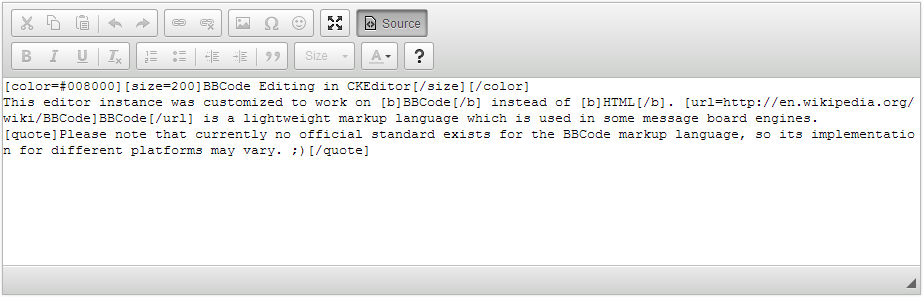 Source
B I U Tx Size A ?
[color=#008000][size=200]BBCode Editing in CKEditor[/size][/color]
This editor instance was customized to work on [b]BBCode[/b] instead of [b]HTML[/b]. [url=http://en.wikipedia.org/
wiki/BBCode]BBCode[/url] is a lightweight markup language which is used in some message board engines.
[quote]Please note that currently no official standard exists for the BBCode markup language, so its implementatio
n for different platforms may vary. ;)[/quote]